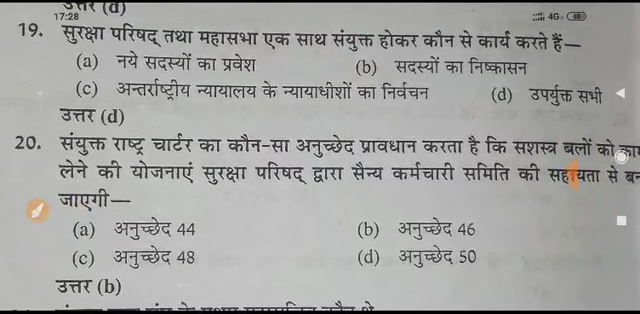 उत्तर (d)
17:28 4G 40
19. सुरक्षा परिषद् तथा महासभा एक साथ संयुक्त होकर कौन से कार्य करते हैं—
(a) नये सदस्यों का प्रवेश (b) सदस्यों का निष्कासन
(c) अन्तर्राष्ट्रीय न्यायालय के न्यायाधीशों का निर्वचन (d) उपर्युक्त सभी
उत्तर (d)
20. संयुक्त राष्ट्र चार्टर का कौन-सा अनुच्छेद प्रावधान करता है कि सशस्त्र बलों को
लेने की योजनाएं सुरक्षा परिषद् द्वारा सैन्य कर्मचारी समिति की सहायता से
जाएगी—
(a) अनुच्छेद 44 (b) अनुच्छेद 46
(c) अनुच्छेद 48 (d) अनुच्छेद 50
उत्तर (b)